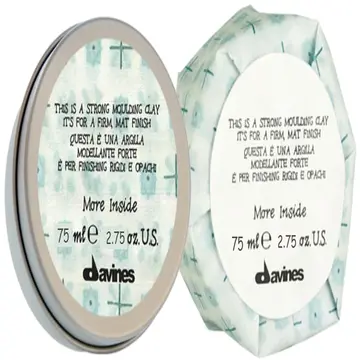 THIS IS A STRONG MOULDING CLAY
IT'S FOR A FIRM, MAT FINISH
QUESTA È UNA ARGILLA
MODELLANTE FORTE
È PER FINISHING RIGIDI E OPACHI
More Inside
75 ml e 2.75 oz.U.S.
davines
THIS IS A STRONG MOULDING CLAY
IT'S FOR A FIRM, MAT FINISH
QUESTA È UNA ARGILLA
MODELLANTE FORTE
È PER FINISHING RIGIDI E OPACHI
More Inside
75 ml e 2.75 oz.U.S.
davines